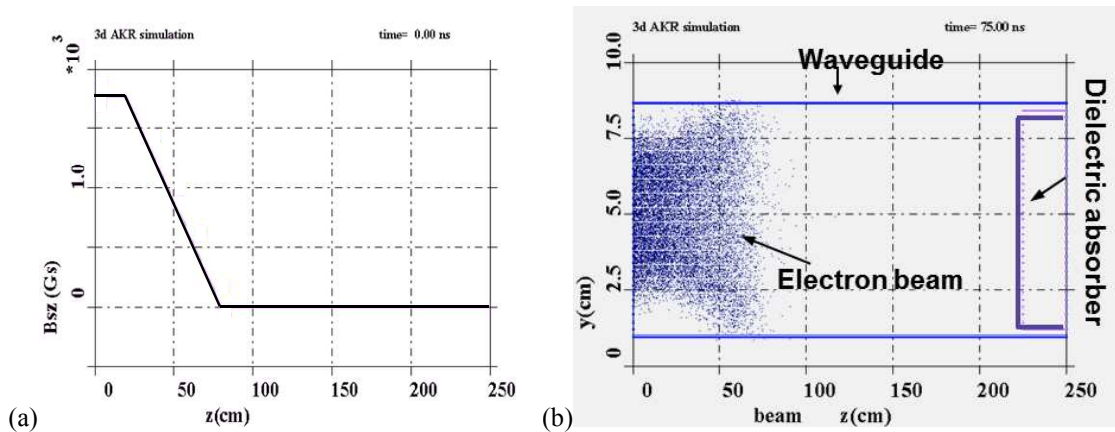 3d AKR simulation
time= 0.00 ns
*10^3
1.0
0
Bsz (Gs)
0
50
100
150
200
250
z(cm)
(a)
3d AKR simulation
time= 75.00 ns
Waveguide
Dielectric absorber
Electron beam
10.0
7.5
5.0
2.5
0
y(cm)
0
50
100
150
200
250
beam z(cm)
(b)